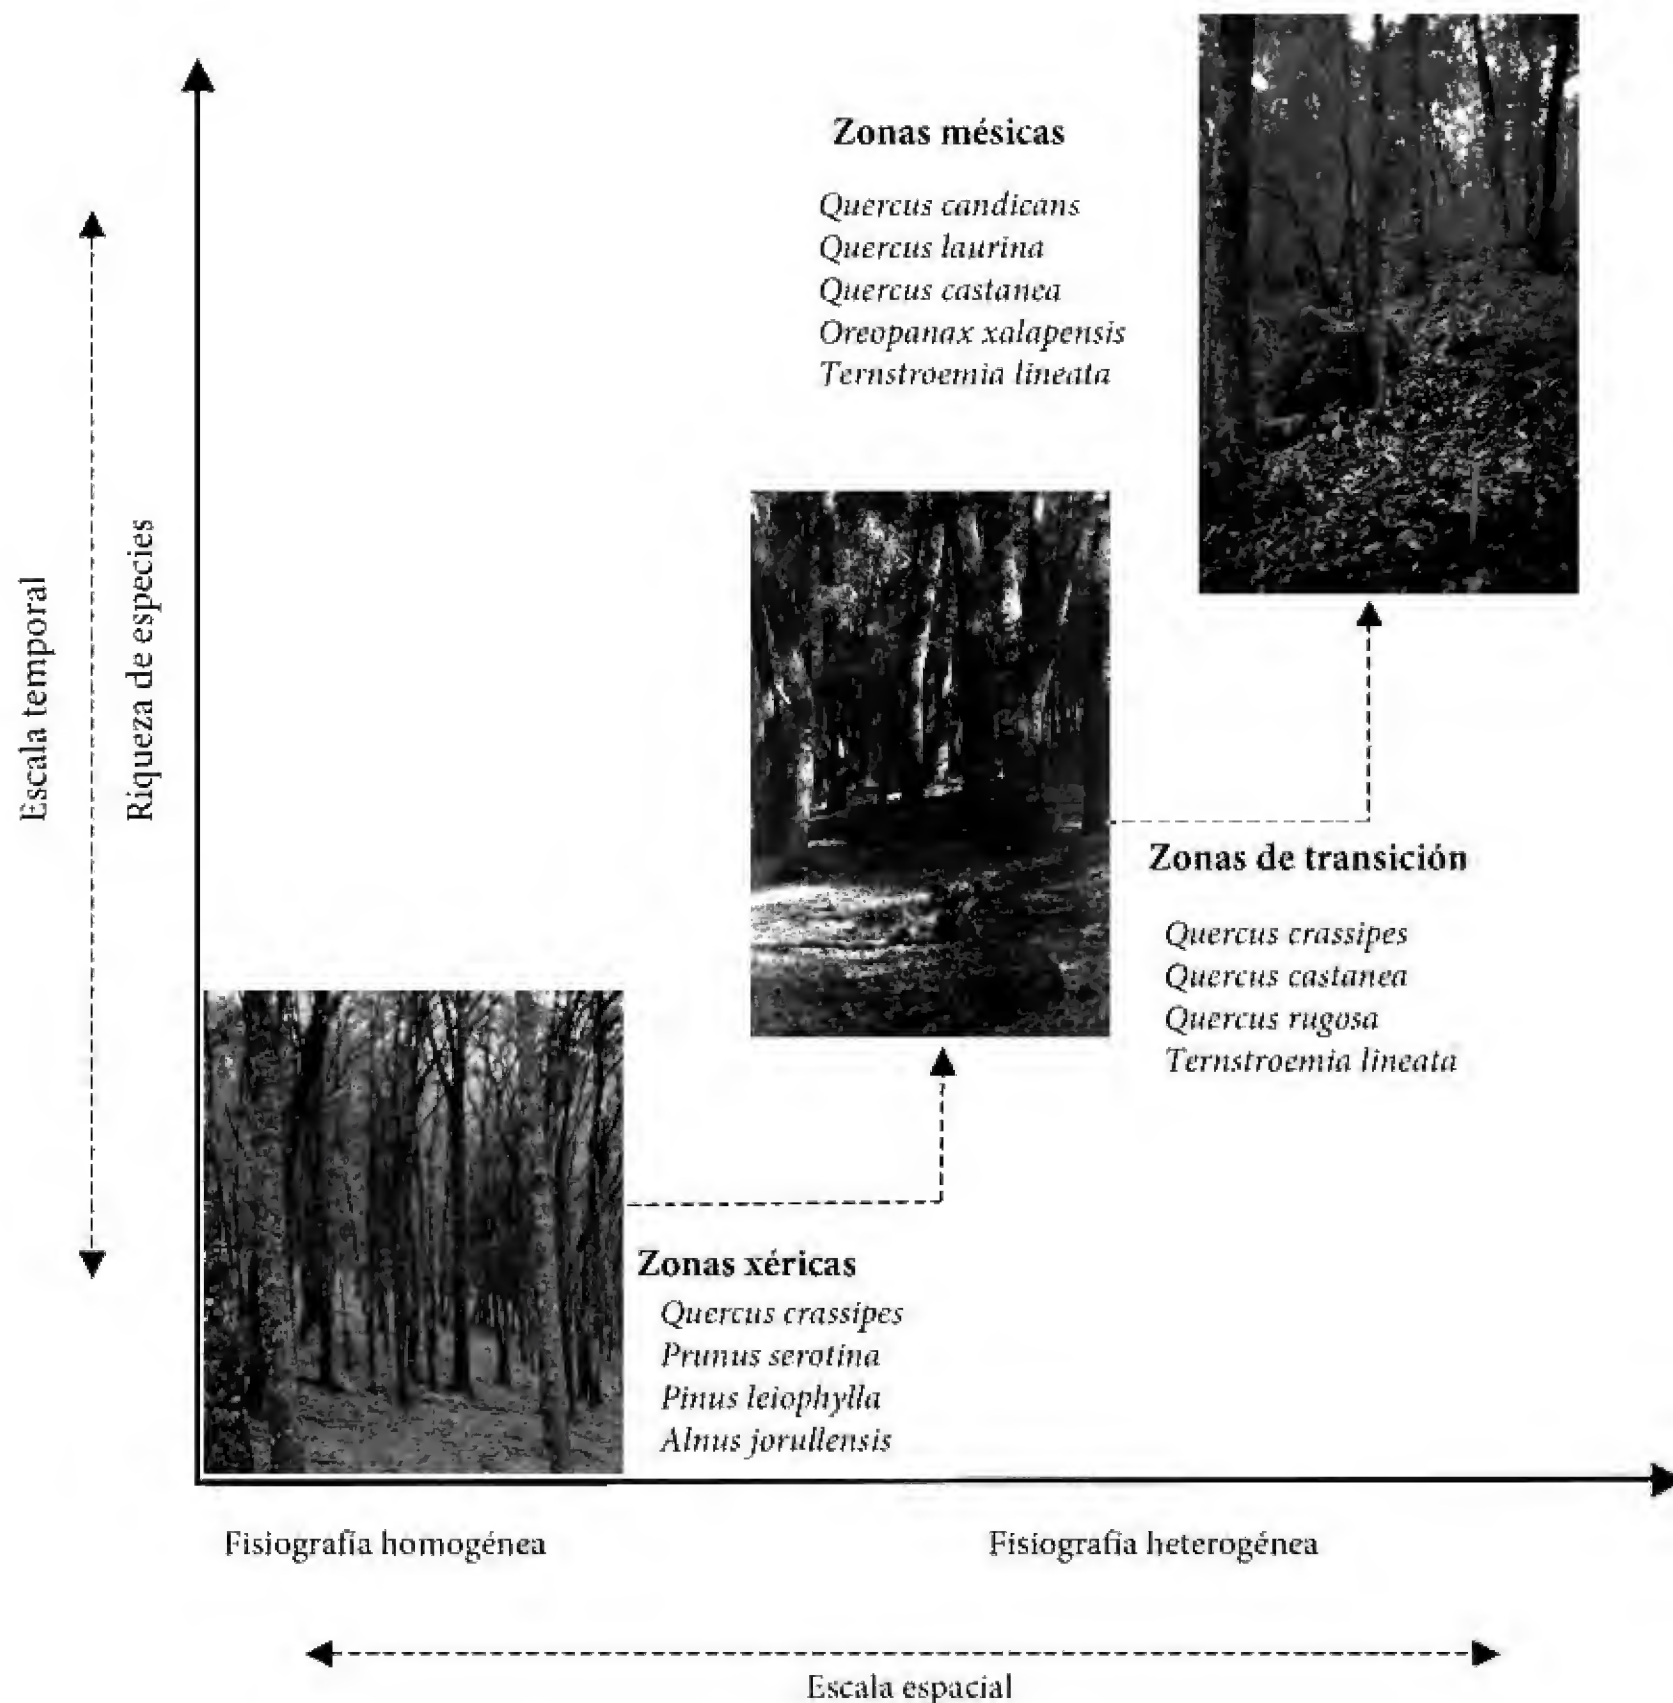 Zonas mésicas
Quercus candicans
Quercus laurina
Quercus castanea
Oreopanax xalapensis
Ternstroemia lineata
Escala temporal
Riqueza de especies
Zonas de transición
Quercus crassipes
Quercus castanea
Quercus rugosa
Ternstroemia lineata
Zonas xéricas
Quercus crassipes
Prunus serotina
Pinus leiophylla
Alnus jorullensis
Fisiografía homogénea
Fisiografía heterogénea
Escala espacial